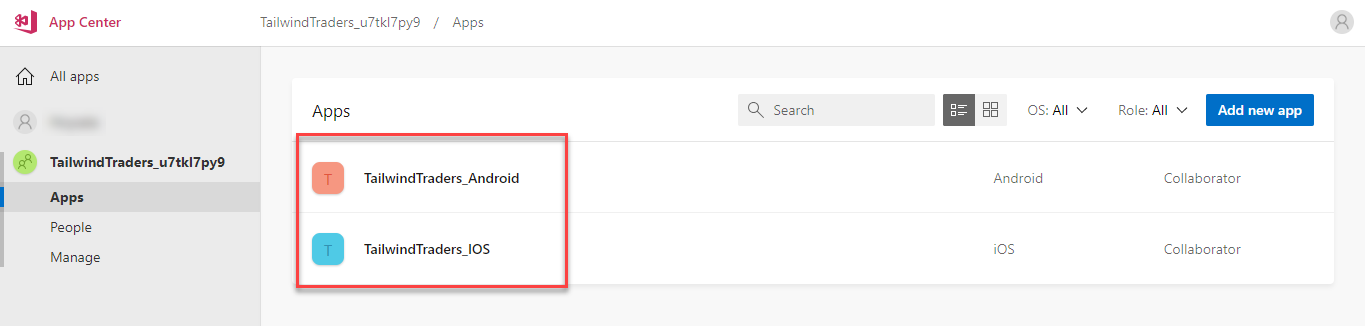 App Center
TailwindTraders_u7tkl7py9 / Apps
All apps
TailwindTraders_u7tkl7py9
Apps
People
Manage
Apps
Search
OS: All
Role: All
Add new app
T
TailwindTraders_Android
Android
Collaborator
T
TailwindTraders_IOS
iOS
Collaborator